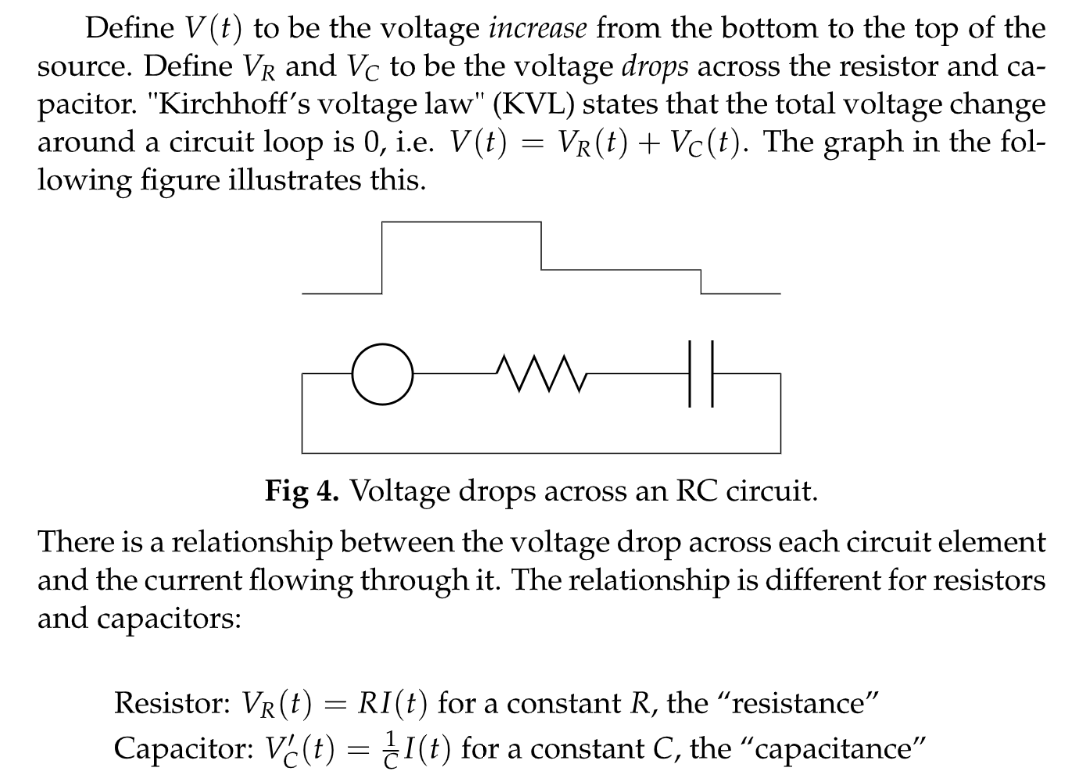 Define V(t) to be the voltage increase from the bottom to the top of the
source. Define V_R and V_C to be the voltage drops across the resistor and ca-
pacitor. "Kirchhoff's voltage law" (KVL) states that the total voltage change
around a circuit loop is 0, i.e. V(t) = V_R(t) + V_C(t). The graph in the fol-
lowing figure illustrates this.
Fig 4. Voltage drops across an RC circuit.
There is a relationship between the voltage drop across each circuit element
and the current flowing through it. The relationship is different for resistors
and capacitors:
Resistor: V_R(t) = RI(t) for a constant R, the “resistance”
Capacitor: V′_C(t) = 1/C I(t) for a constant C, the “capacitance”